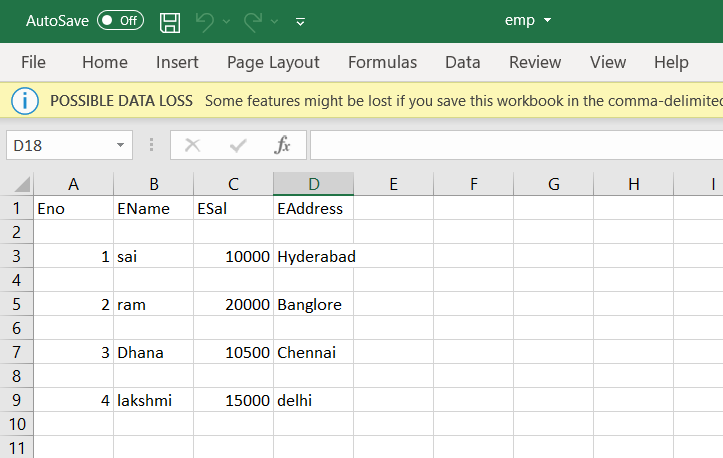 AutoSave Off emp
File Home Insert Page Layout Formulas Data Review View Help
POSSIBLE DATA LOSS Some features might be lost if you save this workbook in the comma-delimited
D18 fx
A B C D E F G H I
1 Eno EName ESal EAddress
2
3 1 sai 10000 Hyderabad
4
5 2 ram 20000 Banglore
6
7 3 Dhana 10500 Chennai
8
9 4 lakshmi 15000 delhi
10
11